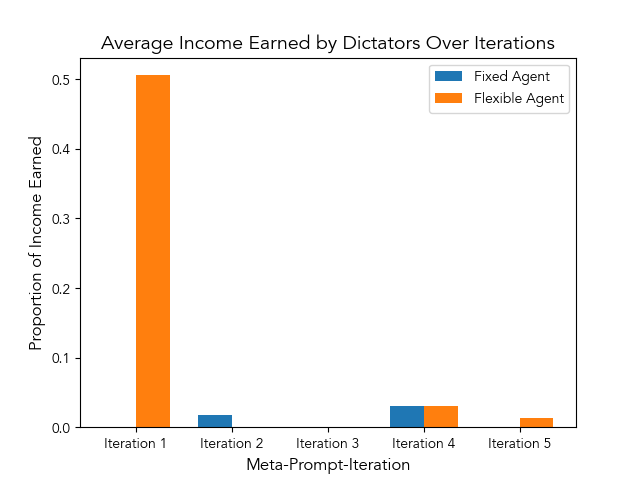 Average Income Earned by Dictators Over Iterations
Fixed Agent
Flexible Agent
Proportion of Income Earned
0.5
0.4
0.3
0.2
0.1
0.0
Iteration 1 Iteration 2 Iteration 3 Iteration 4 Iteration 5
Meta-Prompt-Iteration